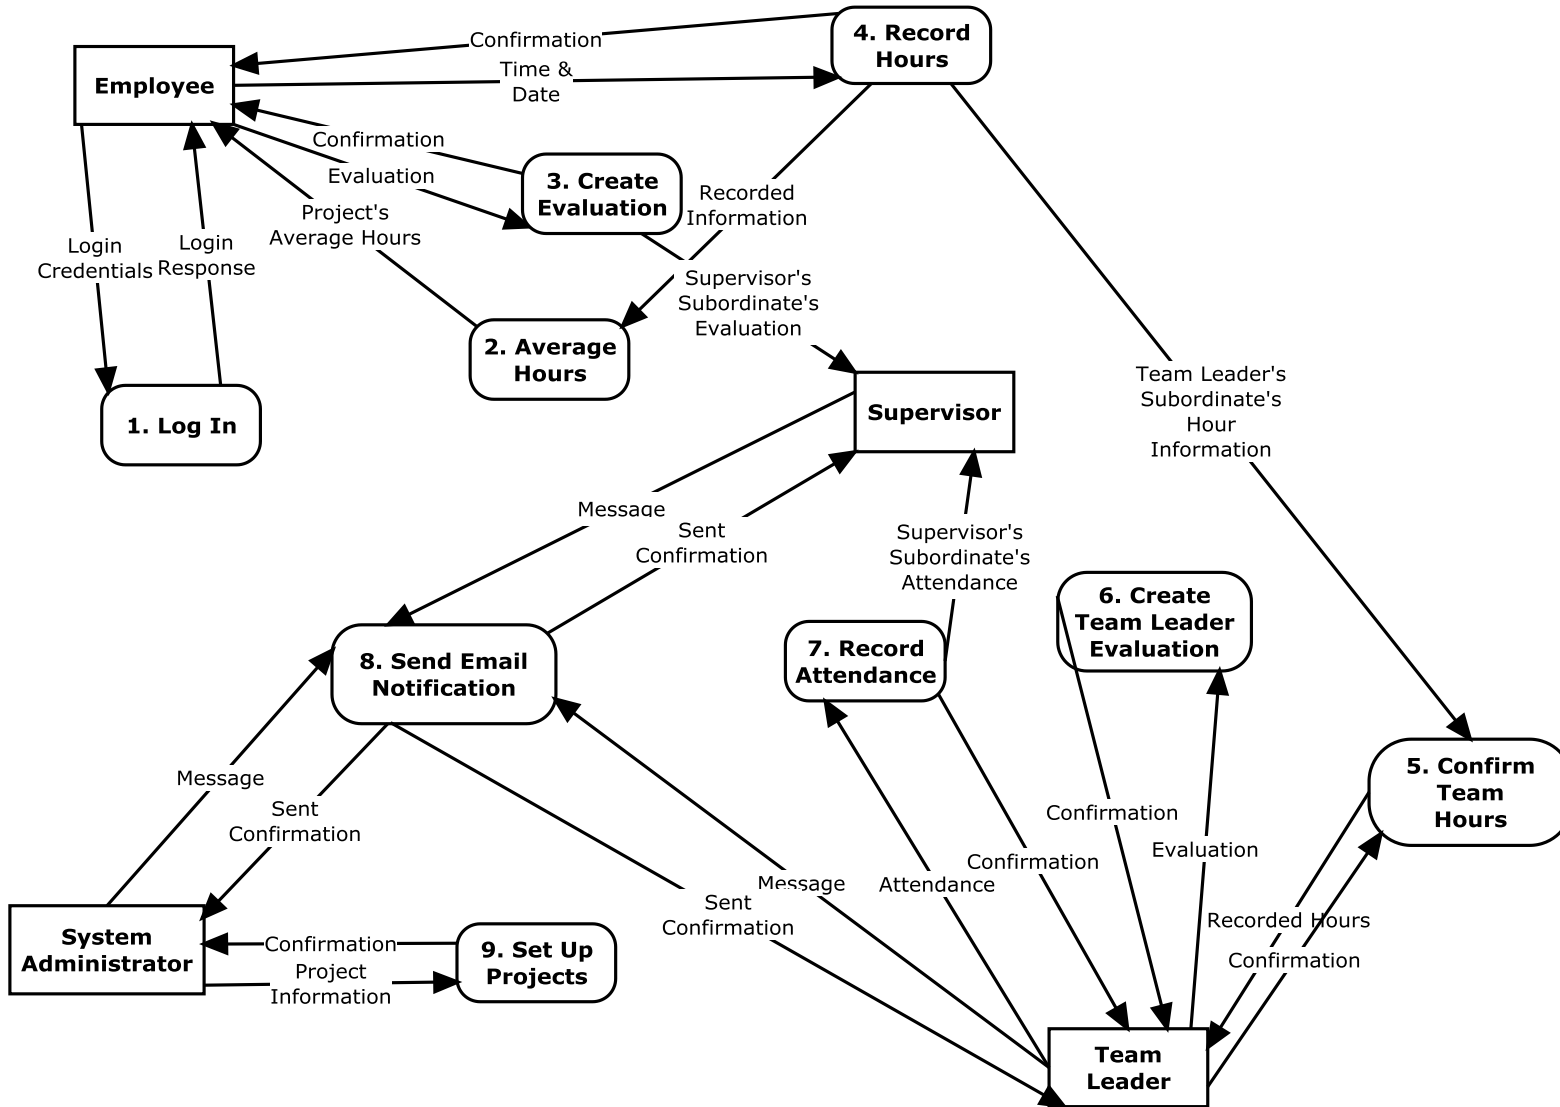 4. Record
Hours
Confirmation
Employee
Time &
Date
Confirmation
Evaluation
3. Create
Evaluation
Recorded
Information
Project's
Average Hours
Login
Credentials
Login
Response
Supervisor's
Subordinate's
Evaluation
2. Average
Hours
1. Log In
Supervisor
Team Leader's
Subordinate's
Hour
Information
Message
Sent
Confirmation
Supervisor's
Subordinate's
Attendance
6. Create
Team Leader
Evaluation
7. Record
Attendance
8. Send Email
Notification
5. Confirm
Team
Hours
Message
Sent
Confirmation
Confirmation
Evaluation
Confirmation
Attendance
Message
Sent
Confirmation
Recorded Hours
Confirmation
System
Administrator
Confirmation
Project
Information
9. Set Up
Projects
Team
Leader